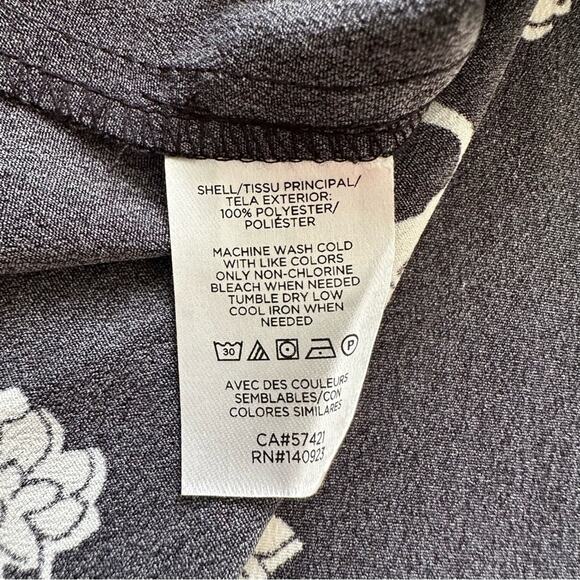 SHELL/TISSU PRINCIPAL/
TELA EXTERIOR:
100% POLYESTER/
POLIÉSTER
MACHINE WASH COLD
WITH LIKE COLORS
ONLY NON-CHLORINE
BLEACH WHEN NEEDED
TUMBLE DRY LOW
COOL IRON WHEN
NEEDED
30 P
AVEC DES COULEURS
SEMBLABLES/CON
COLORES SIMILARES
CA#57421
RN#140923